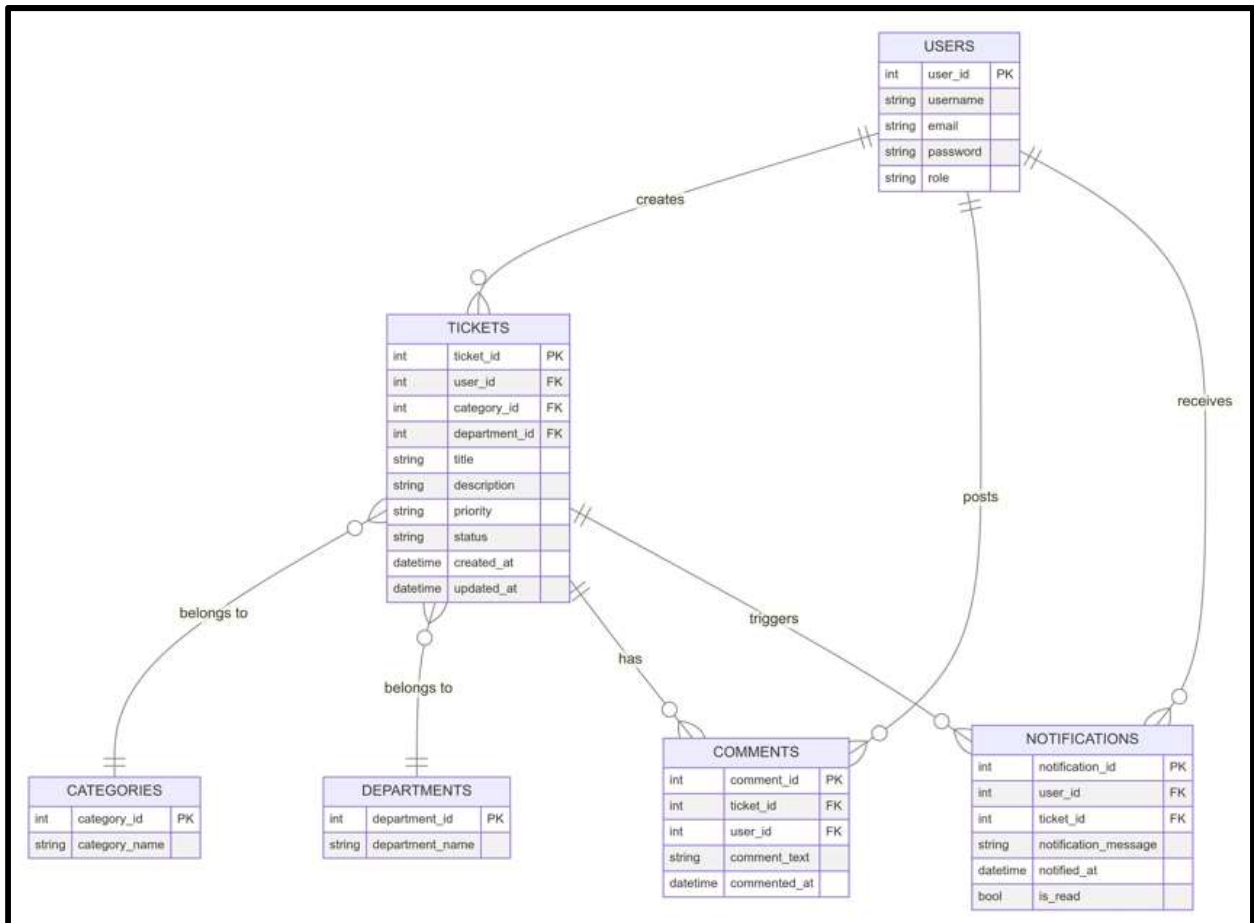 USERS
int user_id PK
string username
string email
string password
string role
creates
TICKETS
int ticket_id PK
int user_id FK
int category_id FK
int department_id FK
string title
string description
string priority
string status
datetime created_at
datetime updated_at
receives
posts
belongs to
triggers
has
belongs to
CATEGORIES
int category_id PK
string category_name
DEPARTMENTS
int department_id PK
string department_name
COMMENTS
int comment_id PK
int ticket_id FK
int user_id FK
string comment_text
datetime commented_at
NOTIFICATIONS
int notification_id PK
int user_id FK
int ticket_id FK
string notification_message
datetime notified_at
bool is_read